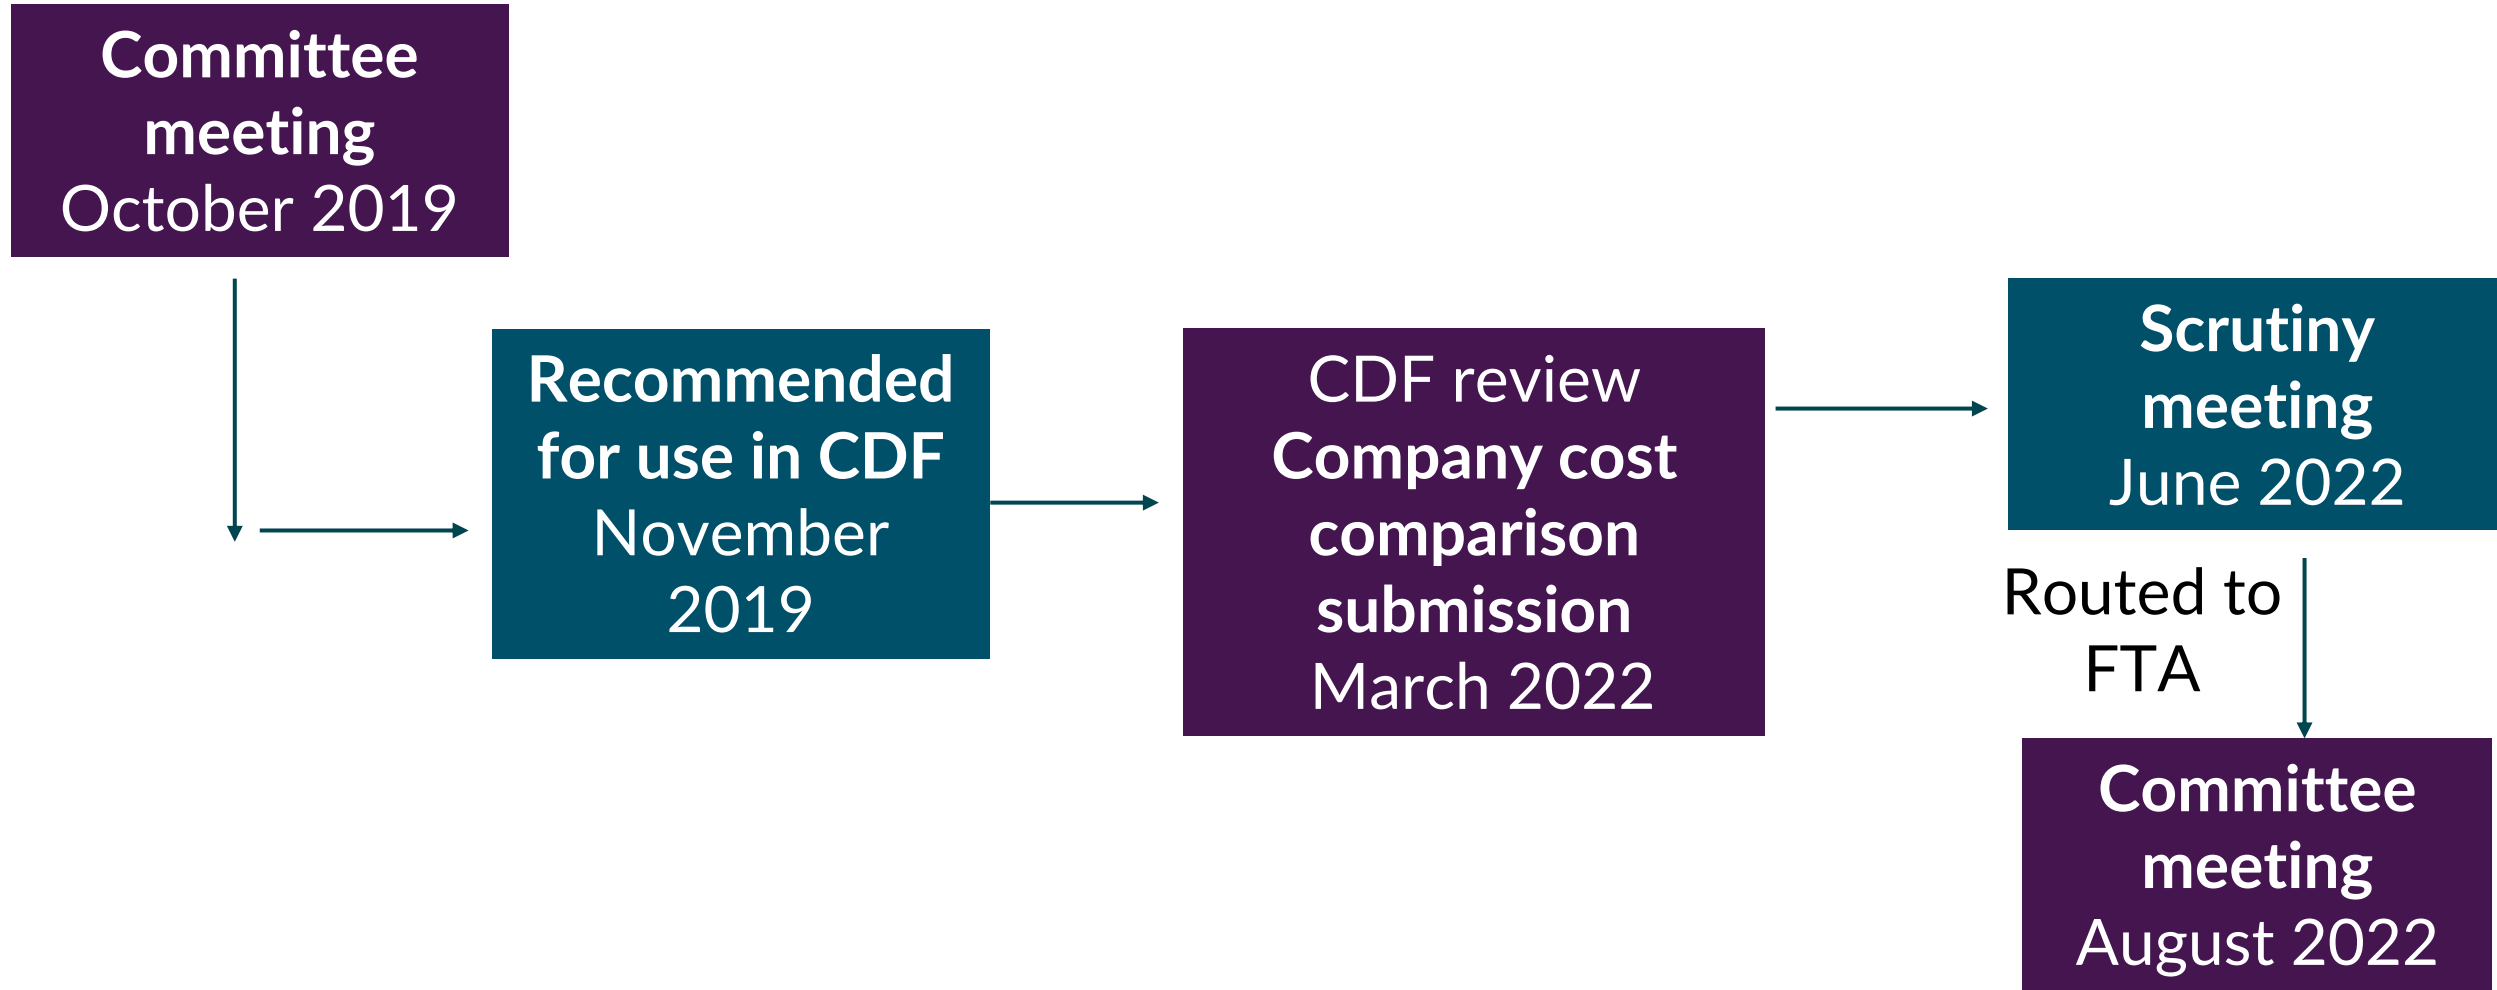 Committee
meeting
October 2019
Recommended
for use in CDF
November
2019
CDF review
Company cost
comparison
submission
March 2022
Scrutiny
meeting
June 2022
Routed to
FTA
Committee
meeting
August 2022